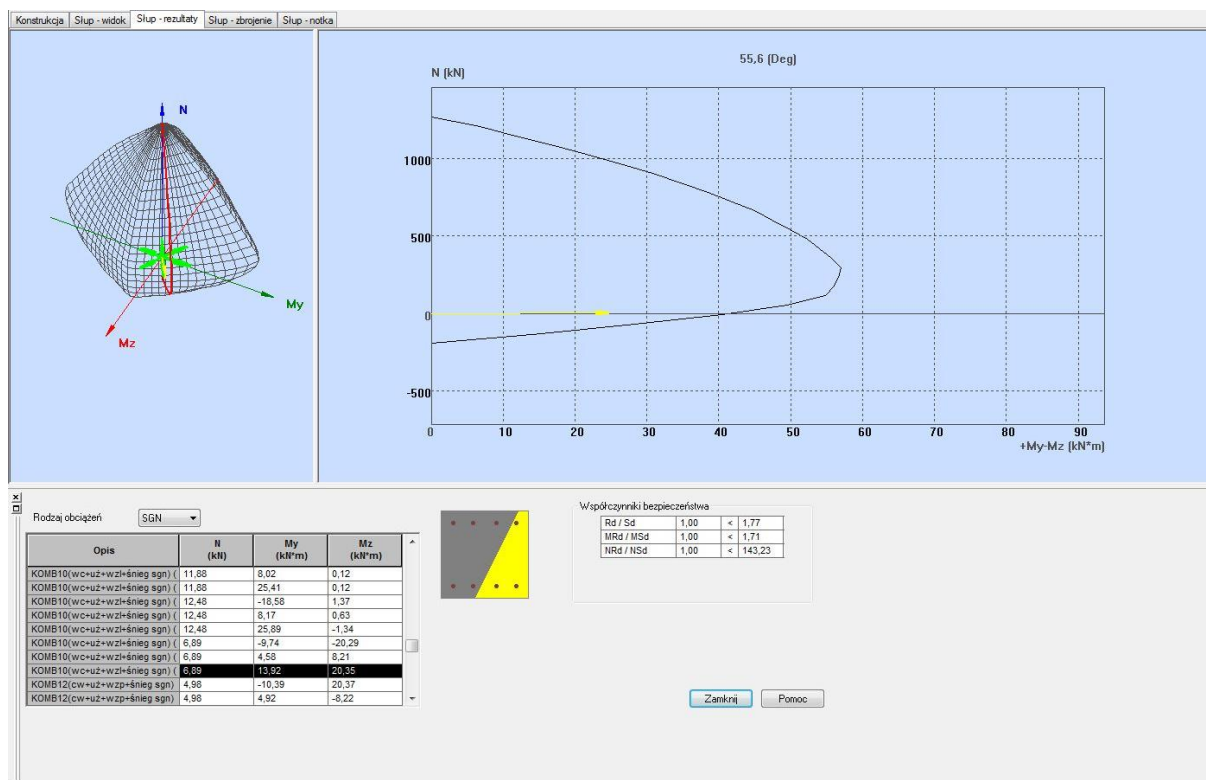 Konstrukcja Słup - widok Słup - rezultaty Słup - zbrojenie Słup - notka
N
My
Mz
55,6 (Deg)
N (kN)
1000
500
0
-500
0 10 20 30 40 50 60 70 80 90
+My-Mz (kN*m)
Rodzaj obciążeń SGN
Opis N (kN) My (kN*m) Mz (kN*m)
KOMB10(wc+uż+wzl+śnieg sgn) ( 11,88 8,02 0,12
KOMB10(wc+uż+wzl+śnieg sgn) ( 11,88 25,41 0,12
KOMB10(wc+uż+wzl+śnieg sgn) ( 12,48 -18,58 1,37
KOMB10(wc+uż+wzl+śnieg sgn) ( 12,48 8,17 0,63
KOMB10(wc+uż+wzl+śnieg sgn) ( 12,48 25,89 -1,34
KOMB10(wc+uż+wzl+śnieg sgn) ( 6,89 -9,74 -20,29
KOMB10(wc+uż+wzl+śnieg sgn) ( 6,89 4,58 8,21
KOMB10(wc+uż+wzl+śnieg sgn) ( 6,89 13,92 20,35
KOMB12(cw+uż+wzp+śnieg sgn) 4,98 -10,39 20,37
KOMB12(cw+uż+wzp+śnieg sgn) 4,98 4,92 -8,22
Współczynniki bezpieczeństwa
Rd / Sd 1,00 < 1,77
MRd / MSd 1,00 < 1,71
NRd / NSd 1,00 < 143,23
Zamknij Pomoc